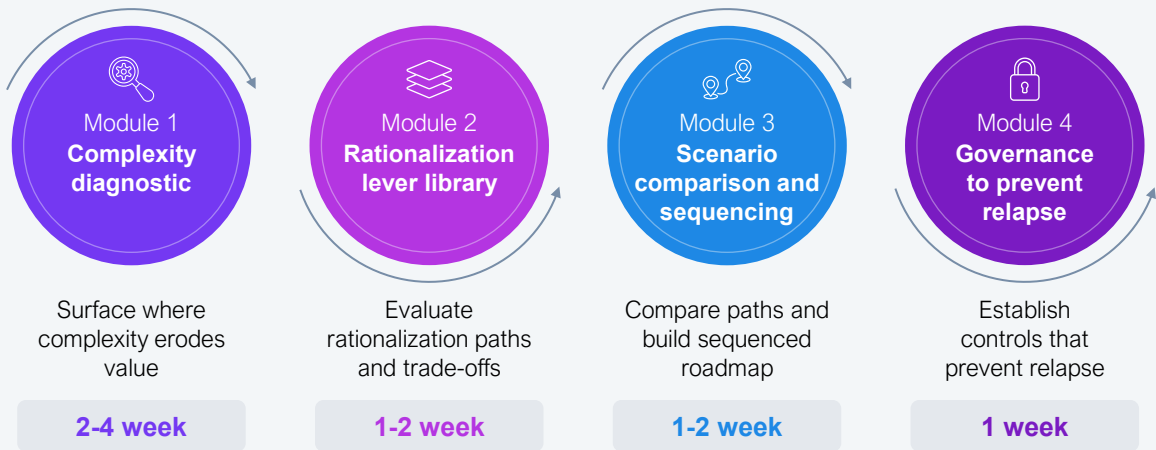 Module 1
Complexity
diagnostic
Module 2
Rationalization
lever library
Module 3
Scenario
comparison and
sequencing
Module 4
Governance
to prevent
relapse
Surface where
complexity erodes
value
Evaluate
rationalization paths
and trade-offs
Compare paths and
build sequenced
roadmap
Establish
controls that
prevent relapse
2-4 week
1-2 week
1-2 week
1 week